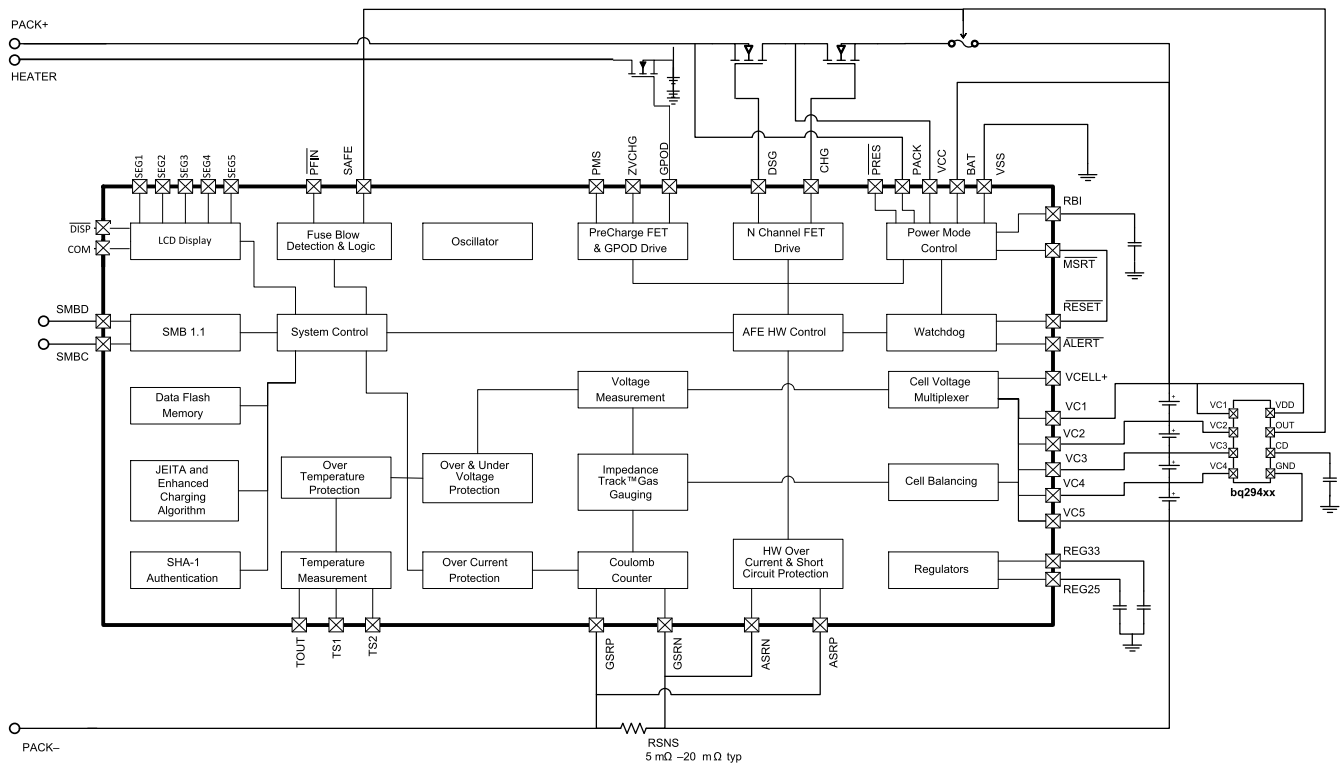 PACK+
HEATER
SEG1
SEG2
SEG3
SEG4
SEG5
PFIN
SAFE
PMS
ZVCHG
GPOD
DSG
CHG
PRES
PACK
VCC
BAT
VSS
DISP
COM
LCD Display
Fuse Blow
Detection & Logic
Oscillator
PreCharge FET
& GPOD Drive
N Channel FET
Drive
Power Mode
Control
RBI
MSRT
RESET
ALERT
SMBD
SMBC
SMB 1.1
System Control
AFE HW Control
Watchdog
Data Flash
Memory
Voltage
Measurement
Cell Voltage
Multiplexer
VCELL+
VC1
VC2
VC3
VC4
VC5
+
+
+
+
VC1
VC2
VC3
VC4
VDD
OUT
CD
GND
bq294xx
JEITA and
Enhanced
Charging
Algorithm
Over
Temperature
Protection
Over & Under
Voltage
Protection
Impedance
Track™Gas
Gauging
Cell Balancing
SHA-1
Authentication
Temperature
Measurement
Over Current
Protection
Coulomb
Counter
HW Over
Current & Short
Circuit Protection
Regulators
REG33
REG25
TOUT
TS1
TS2
GSRP
GSRN
ASRN
ASRP
PACK–
RSNS
5 mΩ –20 mΩ typ